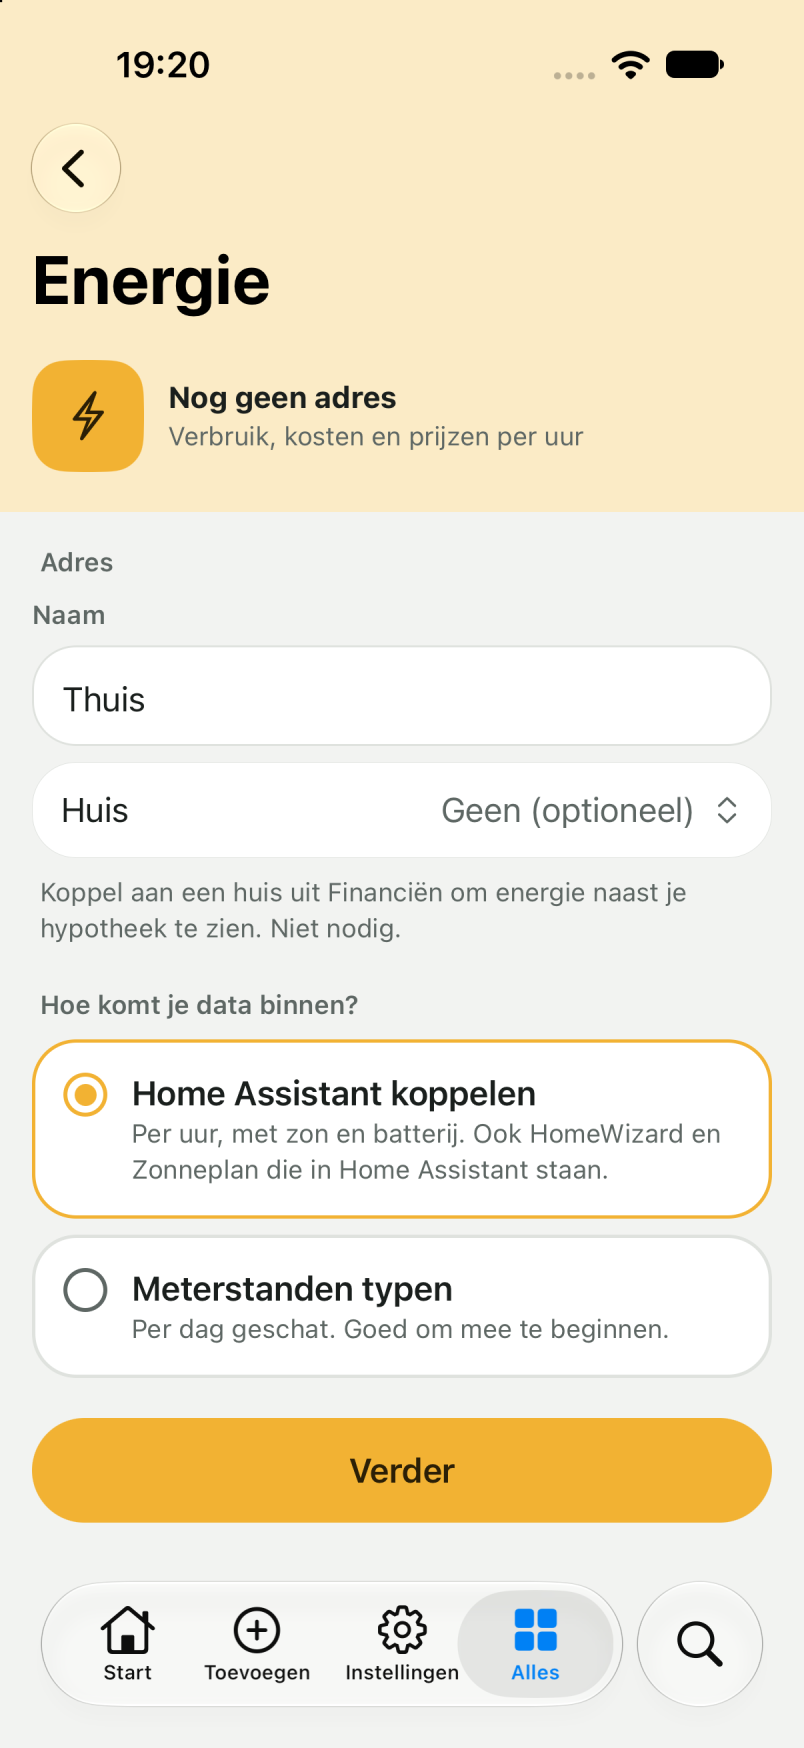 19:20
Energie
Nog geen adres
Verbruik, kosten en prijzen per uur
Adres
Naam
Thuis
Huis
Geen (optioneel)
Koppel aan een huis uit Financiën om energie naast je
hypotheek te zien. Niet nodig.
Hoe komt je data binnen?
Home Assistant koppelen
Per uur, met zon en batterij. Ook HomeWizard en
Zonneplan die in Home Assistant staan.
Meterstanden typen
Per dag geschat. Goed om mee te beginnen.
Verder
Start
Toevoegen
Instellingen
Alles